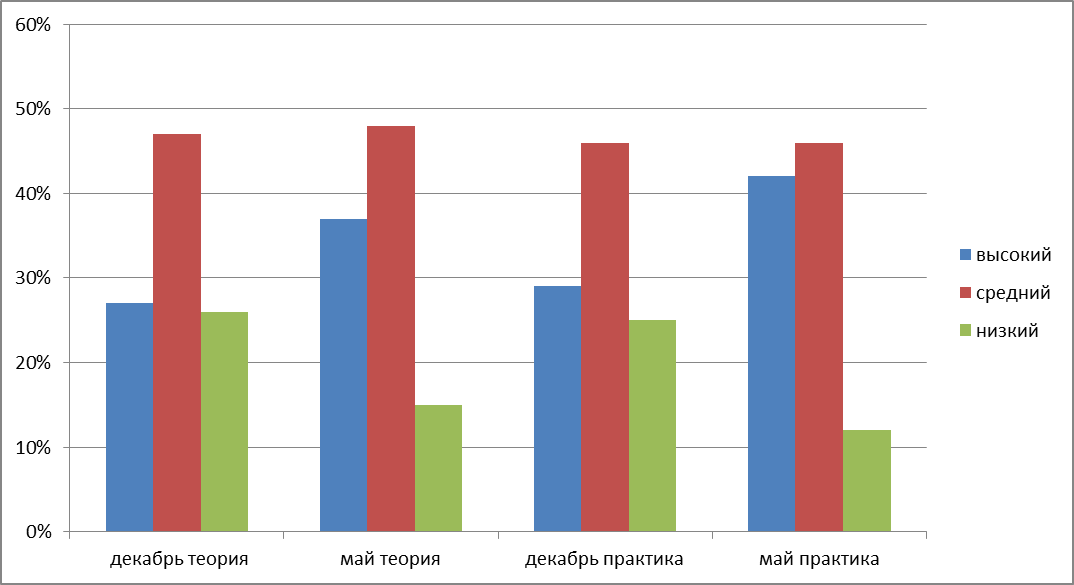 60%
50%
40%
30%
20%
10%
0%
декабрь теория
май теория
декабрь практика
май практика
высокий
средний
низкий